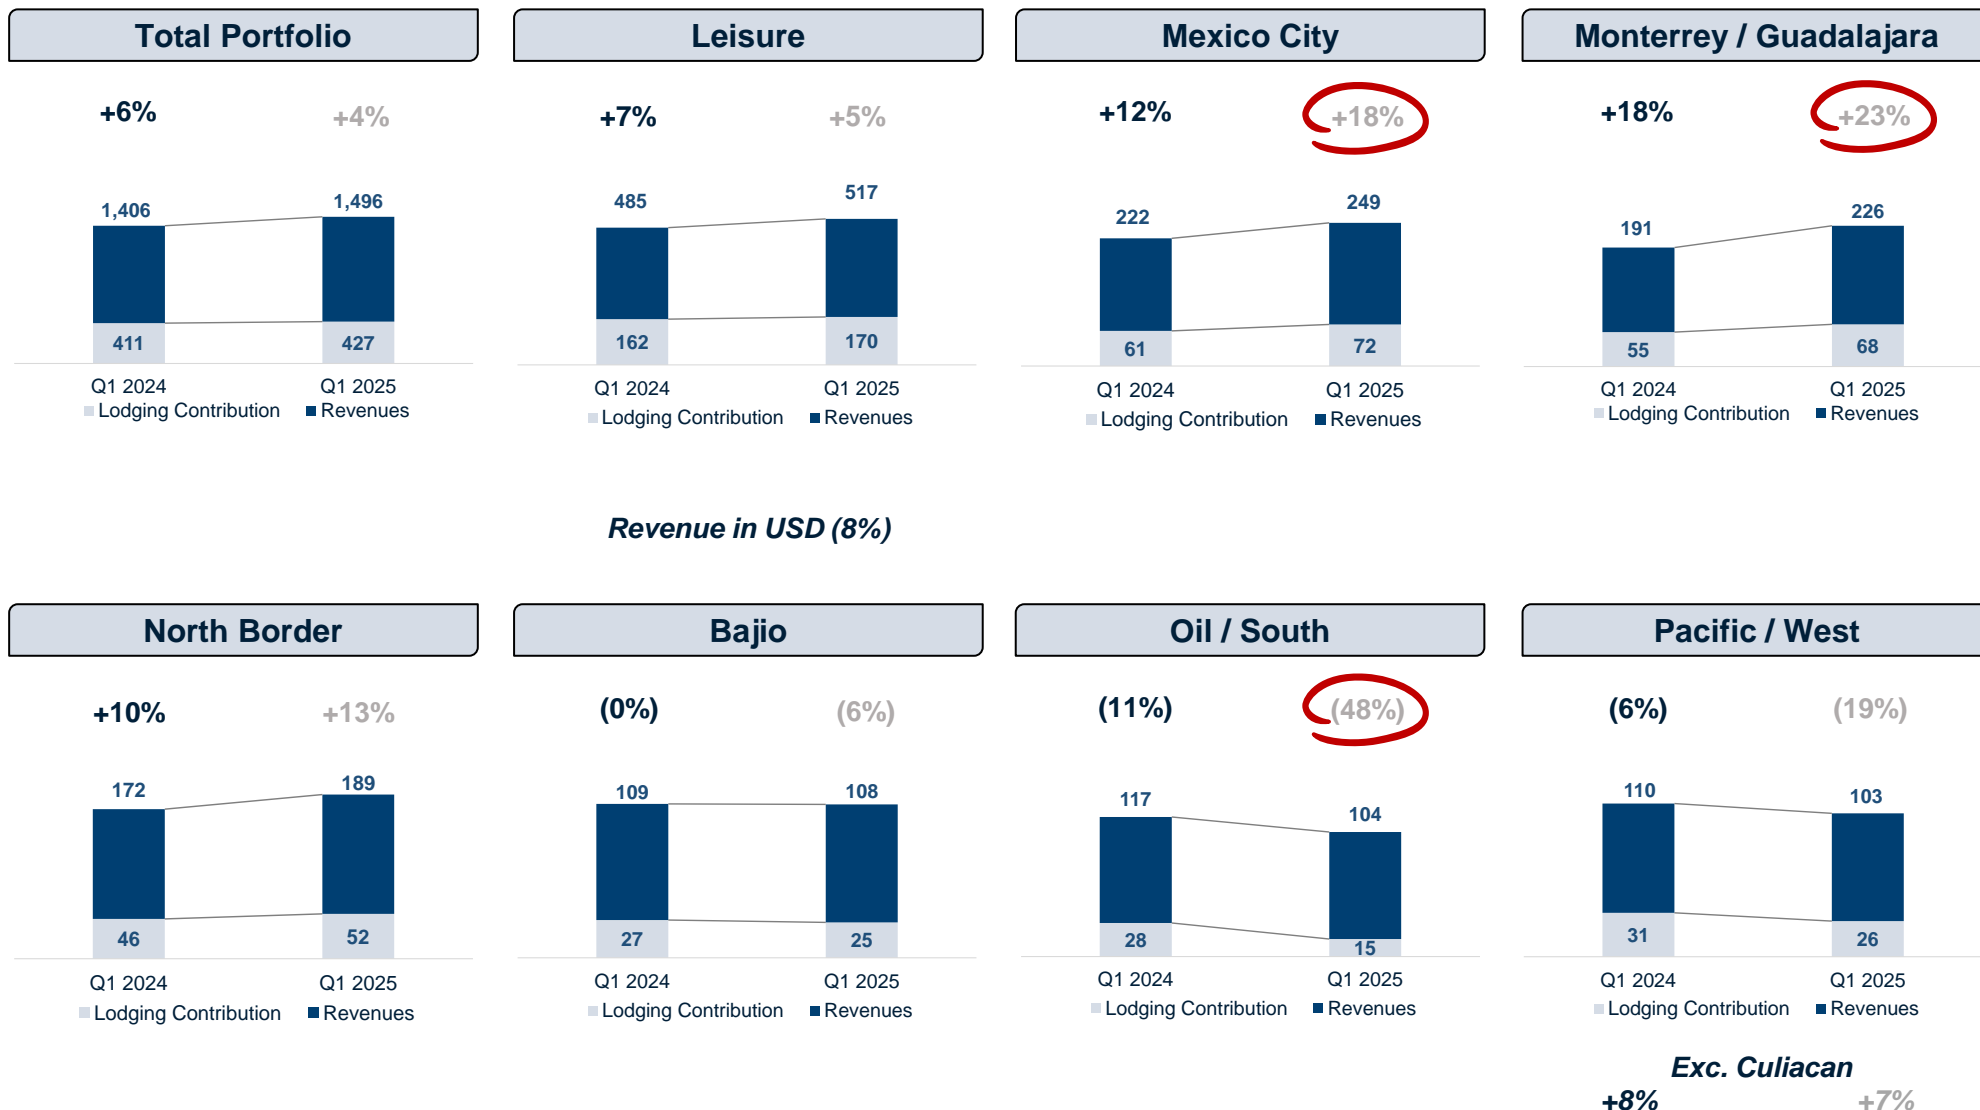 Total Portfolio
+6% +4%
1,406 1,496
411 427
Q1 2024 Q1 2025
Lodging Contribution Revenues
Leisure
+7% +5%
485 517
162 170
Q1 2024 Q1 2025
Lodging Contribution Revenues
Revenue in USD (8%)
Mexico City
+12% +18%
222 249
61 72
Q1 2024 Q1 2025
Lodging Contribution Revenues
Monterrey / Guadalajara
+18% +23%
191 226
55 68
Q1 2024 Q1 2025
Lodging Contribution Revenues
North Border
+10% +13%
172 189
46 52
Q1 2024 Q1 2025
Lodging Contribution Revenues
Bajio
(0%) (6%)
109 108
27 25
Q1 2024 Q1 2025
Lodging Contribution Revenues
Oil / South
(11%) (48%)
117 104
28 15
Q1 2024 Q1 2025
Lodging Contribution Revenues
Pacific / West
(6%) (19%)
110 103
31 26
Q1 2024 Q1 2025
Lodging Contribution Revenues
Exc. Culiacan
+8% +7%